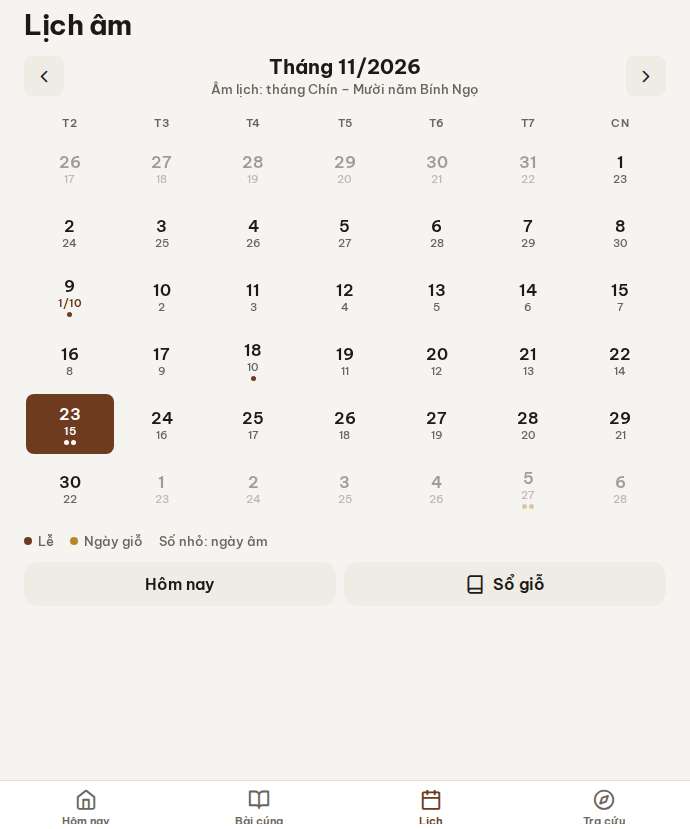 Lịch âm
Tháng 11/2026
Âm lịch: tháng Chín – Mười năm Bính Ngọ
T2 T3 T4 T5 T6 T7 CN
26 27 28 29 30 31 1
17 18 19 20 21 22 23
2 3 4 5 6 7 8
24 25 26 27 28 29 30
9 10 11 12 13 14 15
1/10 2 3 4 5 6 7
16 17 18 19 20 21 22
8 9 10 11 12 13 14
23 24 25 26 27 28 29
15 16 17 18 19 20 21
30 1 2 3 4 5 6
22 23 24 25 26 27 28
Lễ Ngày giỗ Số nhỏ: ngày âm
Hôm nay Sổ giỗ
Hôm nay Bài cúng Lịch Tra cứu